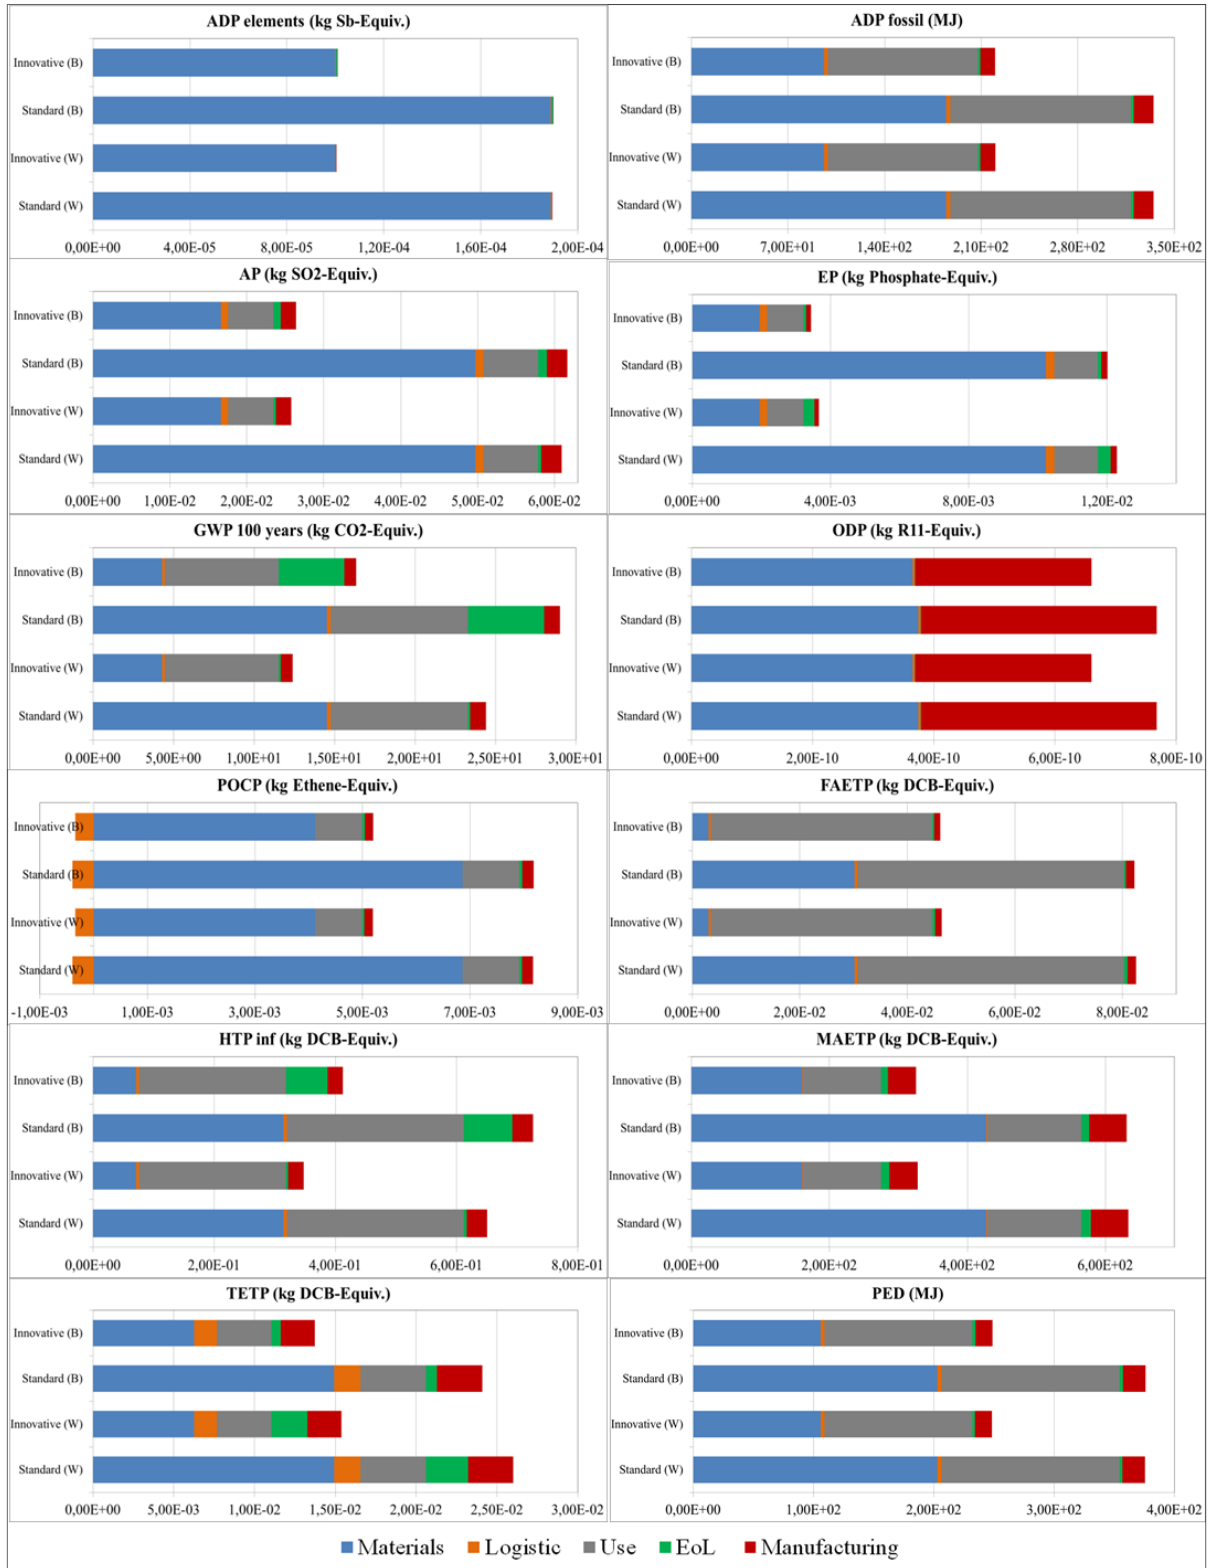 ADP elements (kg Sb-Equiv.)
Innovative (B)
Standard (B)
Innovative (W)
Standard (W)
0,00E+00 4,00E-05 8,00E-05 1,20E-04 1,60E-04 2,00E-04
ADP fossil (MJ)
Innovative (B)
Standard (B)
Innovative (W)
Standard (W)
0,00E+00 7,00E+01 1,40E+02 2,10E+02 2,80E+02 3,50E+02
AP (kg SO2-Equiv.)
Innovative (B)
Standard (B)
Innovative (W)
Standard (W)
0,00E+00 1,00E-02 2,00E-02 3,00E-02 4,00E-02 5,00E-02 6,00E-02
EP (kg Phosphate-Equiv.)
Innovative (B)
Standard (B)
Innovative (W)
Standard (W)
0,00E+00 4,00E-03 8,00E-03 1,20E-02
GWP 100 years (kg CO2-Equiv.)
Innovative (B)
Standard (B)
Innovative (W)
Standard (W)
0,00E+00 5,00E+00 1,00E+01 1,50E+01 2,00E+01 2,50E+01 3,00E+01
ODP (kg R11-Equiv.)
Innovative (B)
Standard (B)
Innovative (W)
Standard (W)
0,00E+00 2,00E-10 4,00E-10 6,00E-10 8,00E-10
POCP (kg Ethene-Equiv.)
Innovative (B)
Standard (B)
Innovative (W)
Standard (W)
-1,00E-03 1,00E-03 3,00E-03 5,00E-03 7,00E-03 9,00E-03
FAETP (kg DCB-Equiv.)
Innovative (B)
Standard (B)
Innovative (W)
Standard (W)
0,00E+00 2,00E-02 4,00E-02 6,00E-02 8,00E-02
HTP inf (kg DCB-Equiv.)
Innovative (B)
Standard (B)
Innovative (W)
Standard (W)
0,00E+00 2,00E-01 4,00E-01 6,00E-01 8,00E-01
MAETP (kg DCB-Equiv.)
Innovative (B)
Standard (B)
Innovative (W)
Standard (W)
0,00E+00 2,00E+02 4,00E+02 6,00E+02
TETP (kg DCB-Equiv.)
Innovative (B)
Standard (B)
Innovative (W)
Standard (W)
0,00E+00 5,00E-03 1,00E-02 1,50E-02 2,00E-02 2,50E-02 3,00E-02
PED (MJ)
Innovative (B)
Standard (B)
Innovative (W)
Standard (W)
0,00E+00 1,00E+02 2,00E+02 3,00E+02 4,00E+02
Materials Logistic Use EoL Manufacturing